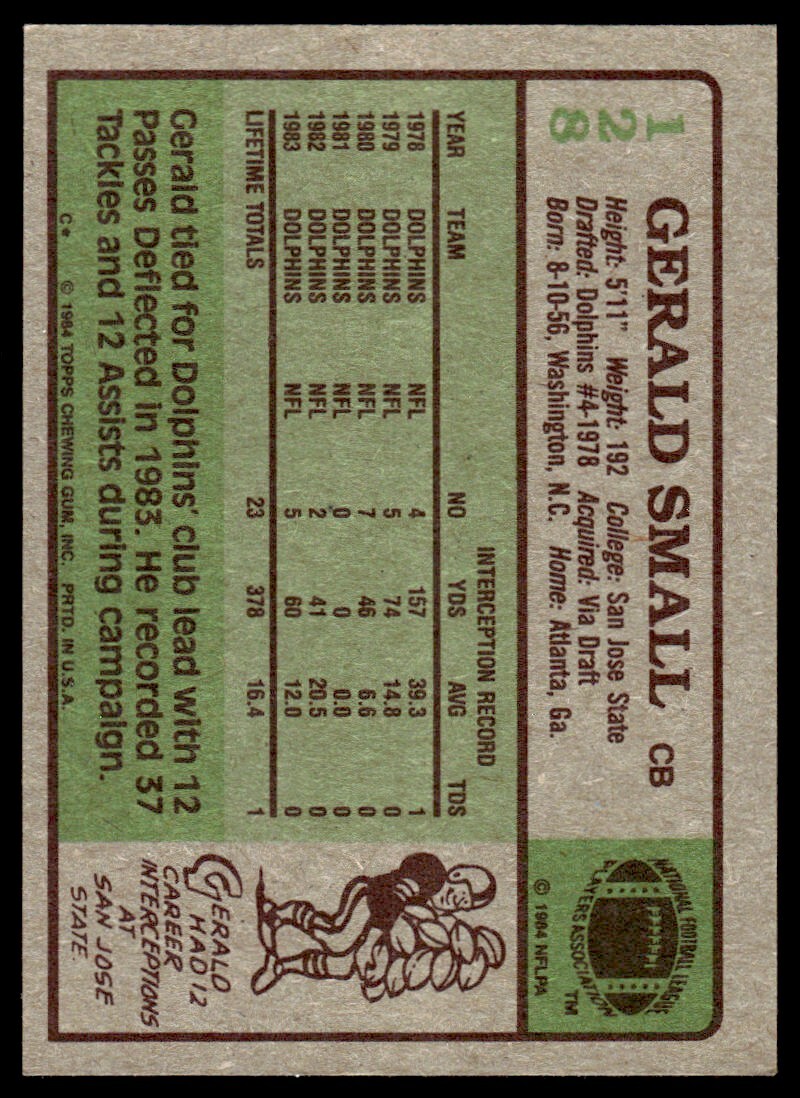 128
GERALD SMALL CB
Height: 5'11" Weight: 192 College: San Jose State
Drafted: Dolphins #4-1978 Acquired: Via Draft
Born: 8-10-56, Washington, N.C. Home: Atlanta, Ga.
NATIONAL FOOTBALL LEAGUE
PLAYERS ASSOCIATION
TM
© 1984 NFLPA
INTERCEPTION RECORD
YEAR TEAM NO YDS AVG TDS
1978 DOLPHINS NFL 4 157 39.3 1
1979 DOLPHINS NFL 5 74 14.8 0
1980 DOLPHINS NFL 7 46 6.6 0
1981 DOLPHINS NFL 0 0 0.0 0
1982 DOLPHINS NFL 2 41 20.5 0
1983 DOLPHINS NFL 5 60 12.0 0
LIFETIME TOTALS 23 378 16.4 1
Gerald tied for Dolphins' club lead with 12
Passes Deflected in 1983. He recorded 37
Tackles and 12 Assists during campaign.
C* © 1984 TOPPS CHEWING GUM, INC. PRTD. IN U.S.A.
GERALD
HAD 12
CAREER
INTERCEPTIONS
AT
SAN JOSE
STATE.